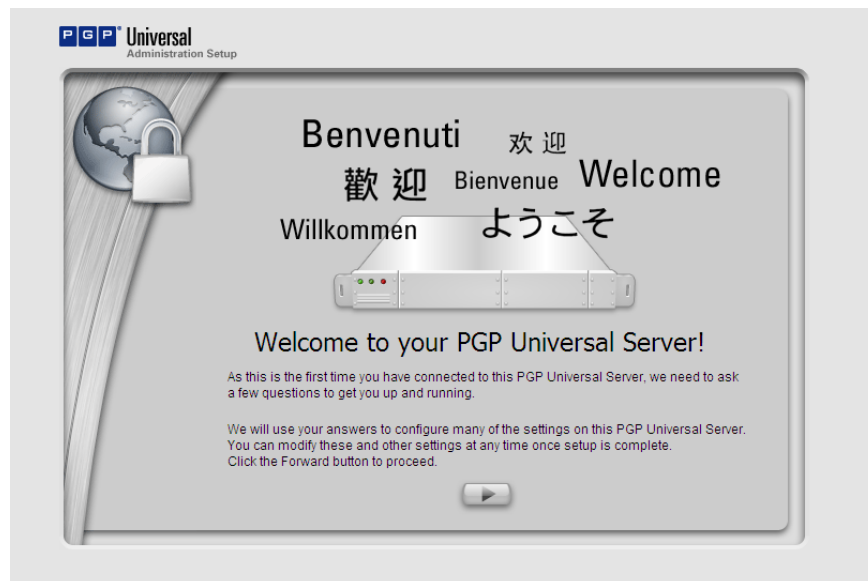 PGP® Universal
Administration Setup
Benvenuti
欢迎
歡迎
Bienvenue
Welcome
Willkommen
ようこそ
Welcome to your PGP Universal Server!
As this is the first time you have connected to this PGP Universal Server, we need to ask
a few questions to get you up and running.
We will use your answers to configure many of the settings on this PGP Universal Server.
You can modify these and other settings at any time once setup is complete.
Click the Forward button to proceed.